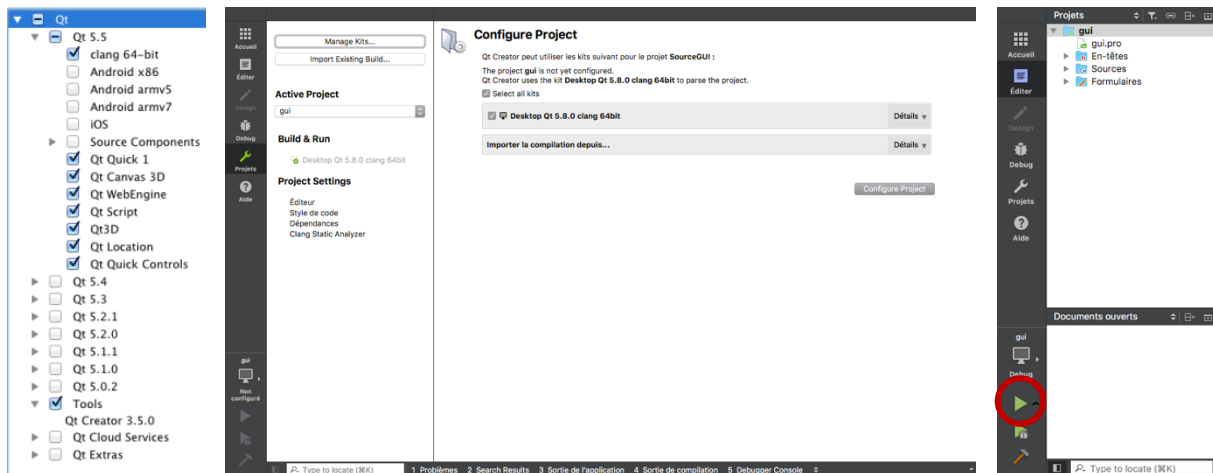 Qt
Qt 5.5
clang 64-bit
Android x86
Android armv5
Android armv7
iOS
Source Components
Qt Quick 1
Qt Canvas 3D
Qt WebEngine
Qt Script
Qt3D
Qt Location
Qt Quick Controls
Qt 5.4
Qt 5.3
Qt 5.2.1
Qt 5.2.0
Qt 5.1.1
Qt 5.1.0
Qt 5.0.2
Tools
Qt Creator 3.5.0
Qt Cloud Services
Qt Extras
Accueil
Éditer
Design
Debug
Projets
Aide
gui
Non
configuré
Manage Kits...
Import Existing Build...
Active Project
gui
Build & Run
Desktop Qt 5.8.0 clang 64bit
Project Settings
Éditeur
Style de code
Dépendances
Clang Static Analyzer
Configure Project
Qt Creator peut utiliser les kits suivant pour le projet SourceGUI :
The project gui is not yet configured.
Qt Creator uses the kit Desktop Qt 5.8.0 clang 64bit to parse the project.
Select all kits
Desktop Qt 5.8.0 clang 64bit Détails
Importer la compilation depuis... Détails
Configure Project
Type to locate (⌘K) 1 Problèmes 2 Search Results 3 Sortie de l'application 4 Sortie de compilation 5 Debugger Console
Accueil
Éditer
Design
Debug
Projets
Aide
gui
Debug
Projets
gui
gui.pro
En-têtes
Sources
Formulaires
Documents ouverts
Type to locate (⌘K)